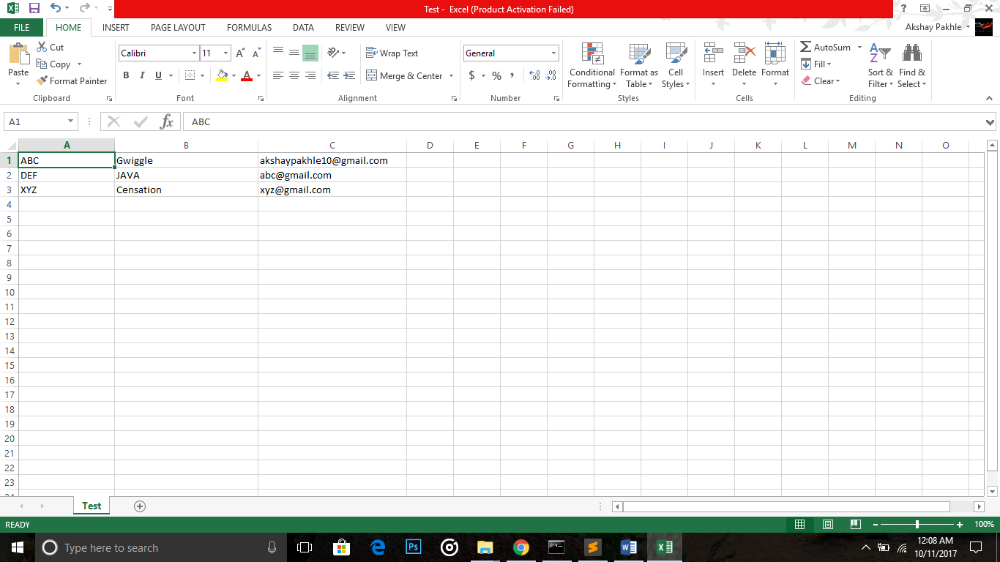 Test - Excel (Product Activation Failed)
FILE HOME INSERT PAGE LAYOUT FORMULAS DATA REVIEW VIEW Akshay Pakhle
Paste Cut Copy Format Painter
Calibri 11
B I U A
Wrap Text
Merge & Center
General
$ % ,
Conditional Formatting Format as Table Cell Styles
Insert Delete Format
AutoSum Fill Clear
Sort & Filter Find & Select
Clipboard Font Alignment Number Styles Cells Editing
A1 fx ABC
A B C D E F G H I J K L M N O
1 ABC Gwiggle akshaypakhle10@gmail.com
2 DEF JAVA abc@gmail.com
3 XYZ Censation xyz@gmail.com
4
5
6
7
8
9
10
11
12
13
14
15
16
17
18
19
20
21
22
23
Test
READY 100%
Type here to search
Ps
12:08 AM
10/11/2017